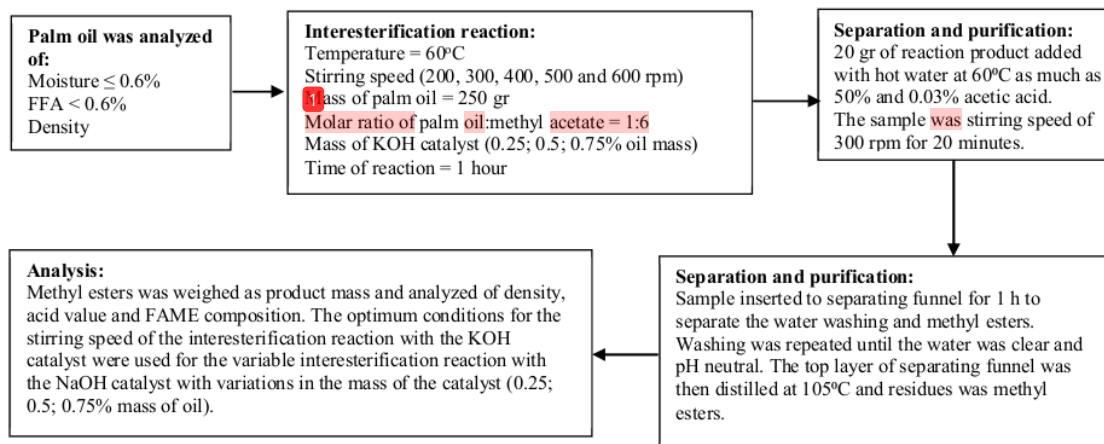 Palm oil was analyzed
of:
Moisture ≤ 0.6%
FFA < 0.6%
Density
Interesterification reaction:
Temperature = 60ºC
Stirring speed (200, 300, 400, 500 and 600 rpm)
1
Mass of palm oil = 250 gr
Molar ratio of palm oil:methyl acetate = 1:6
Mass of KOH catalyst (0.25; 0.5; 0.75% oil mass)
Time of reaction = 1 hour
Separation and purification:
20 gr of reaction product added
with hot water at 60ºC as much as
50% and 0.03% acetic acid.
The sample was stirring speed of
300 rpm for 20 minutes.
Separation and purification:
Sample inserted to separating funnel for 1 h to
separate the water washing and methyl esters.
Washing was repeated until the water was clear and
pH neutral. The top layer of separating funnel was
then distilled at 105ºC and residues was methyl
esters.
Analysis:
Methyl esters was weighed as product mass and analyzed of density,
acid value and FAME composition. The optimum conditions for the
stirring speed of the interesterification reaction with the KOH
catalyst were used for the variable interesterification reaction with
the NaOH catalyst with variations in the mass of the catalyst (0.25;
0.5; 0.75% mass of oil).